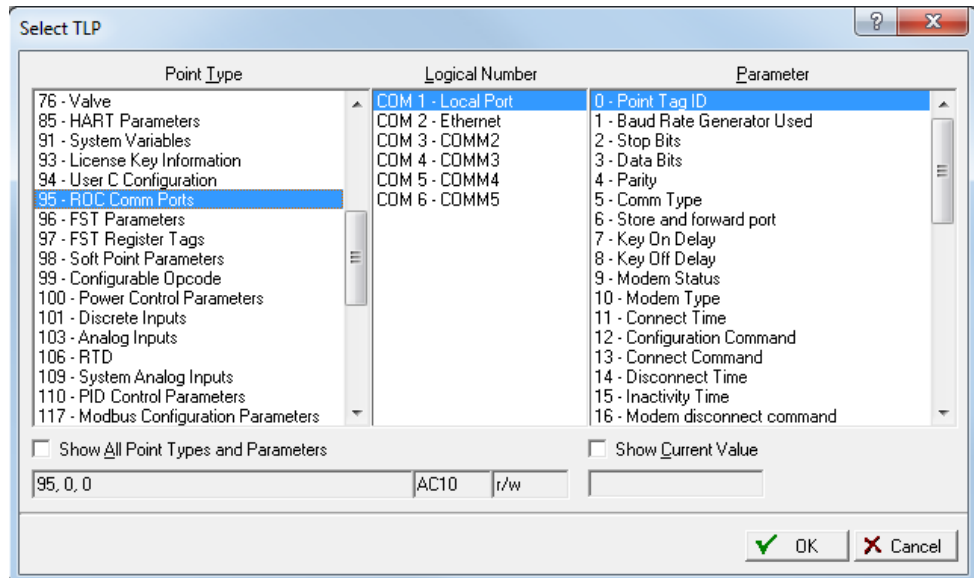 Select TLP
Point Type
76 - Valve
85 - HART Parameters
91 - System Variables
93 - License Key Information
94 - User C Configuration
95 - ROC Comm Ports
96 - FST Parameters
97 - FST Register Tags
98 - Soft Point Parameters
99 - Configurable Opcode
100 - Power Control Parameters
101 - Discrete Inputs
103 - Analog Inputs
106 - RTD
109 - System Analog Inputs
110 - PID Control Parameters
117 - Modbus Configuration Parameters
Logical Number
COM 1 - Local Port
COM 2 - Ethernet
COM 3 - COMM2
COM 4 - COMM3
COM 5 - COMM4
COM 6 - COMM5
Parameter
0 - Point Tag ID
1 - Baud Rate Generator Used
2 - Stop Bits
3 - Data Bits
4 - Parity
5 - Comm Type
6 - Store and forward port
7 - Key On Delay
8 - Key Off Delay
9 - Modem Status
10 - Modem Type
11 - Connect Time
12 - Configuration Command
13 - Connect Command
14 - Disconnect Time
15 - Inactivity Time
16 - Modem disconnect command
Show All Point Types and Parameters
Show Current Value
95, 0, 0
AC10
r/w
OK
Cancel